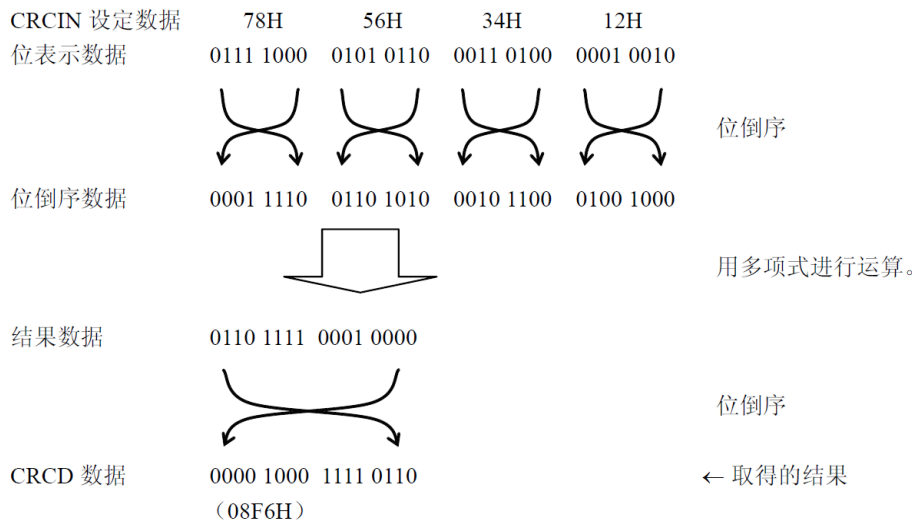 CRCIN 设定数据 78H 56H 34H 12H
位表示数据 0111 1000 0101 0110 0011 0100 0001 0010
位倒序
位倒序数据 0001 1110 0110 1010 0010 1100 0100 1000
用多项式进行运算。
结果数据 0110 1111 0001 0000
位倒序
CRCD 数据 0000 1000 1111 0110 ← 取得的结果
（08F6H）